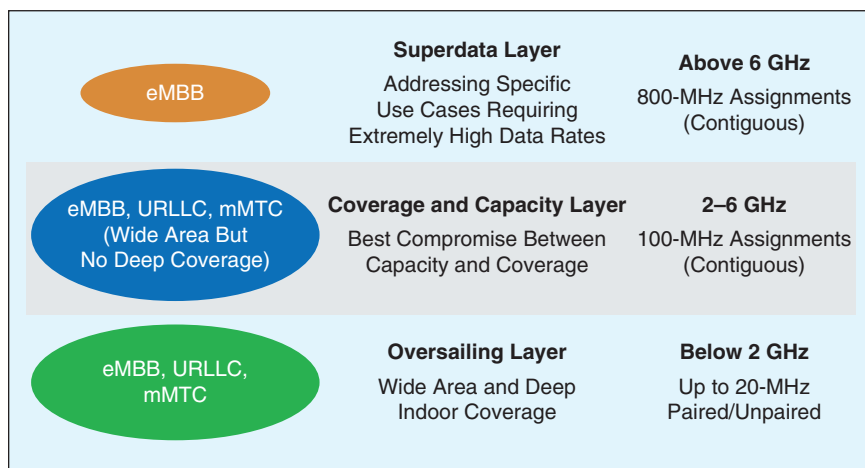 eMBB
Superdata Layer
Addressing Specific
Use Cases Requiring
Extremely High Data Rates
Above 6 GHz
800-MHz Assignments
(Contiguous)
eMBB, URLLC, mMTC
(Wide Area But
No Deep Coverage)
Coverage and Capacity Layer
Best Compromise Between
Capacity and Coverage
2–6 GHz
100-MHz Assignments
(Contiguous)
eMBB, URLLC,
mMTC
Oversailing Layer
Wide Area and Deep
Indoor Coverage
Below 2 GHz
Up to 20-MHz
Paired/Unpaired